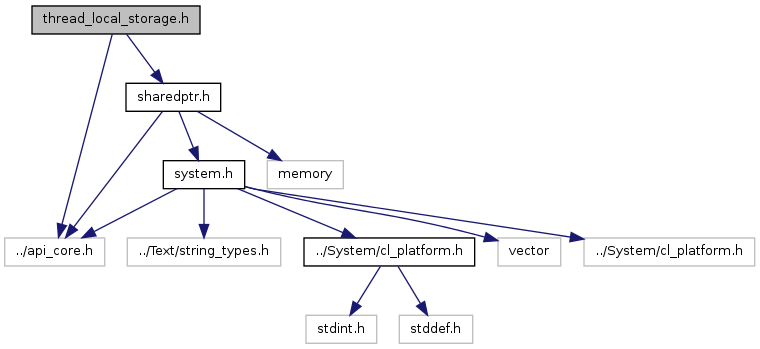 thread_local_storage.h
sharedptr.h
system.h
memory
../api_core.h
../Text/string_types.h
../System/cl_platform.h
vector
../System/cl_platform.h
stdint.h
stddef.h